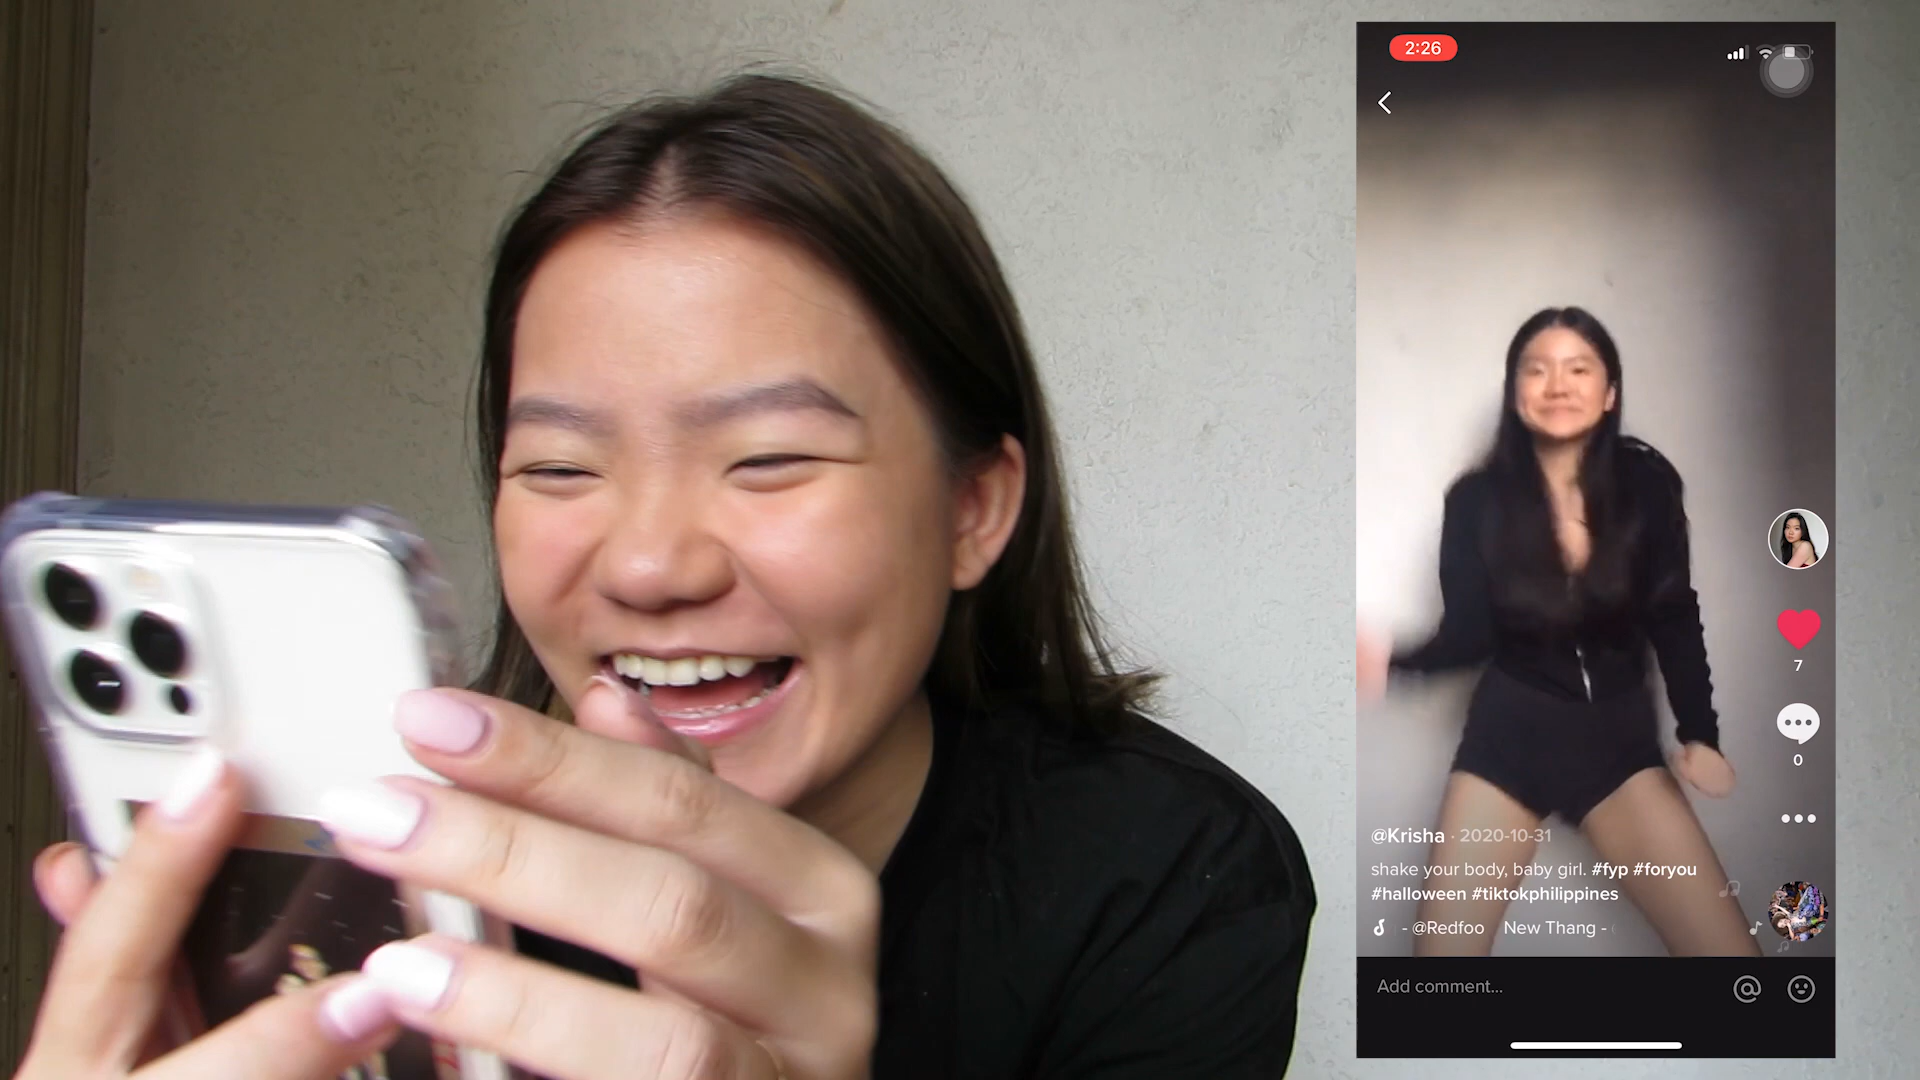 2:26
7
0
@Krisha · 2020-10-31
shake your body, baby girl. #fyp #foryou
#halloween #tiktokphilippines
- @Redfoo New Thang -
Add comment...